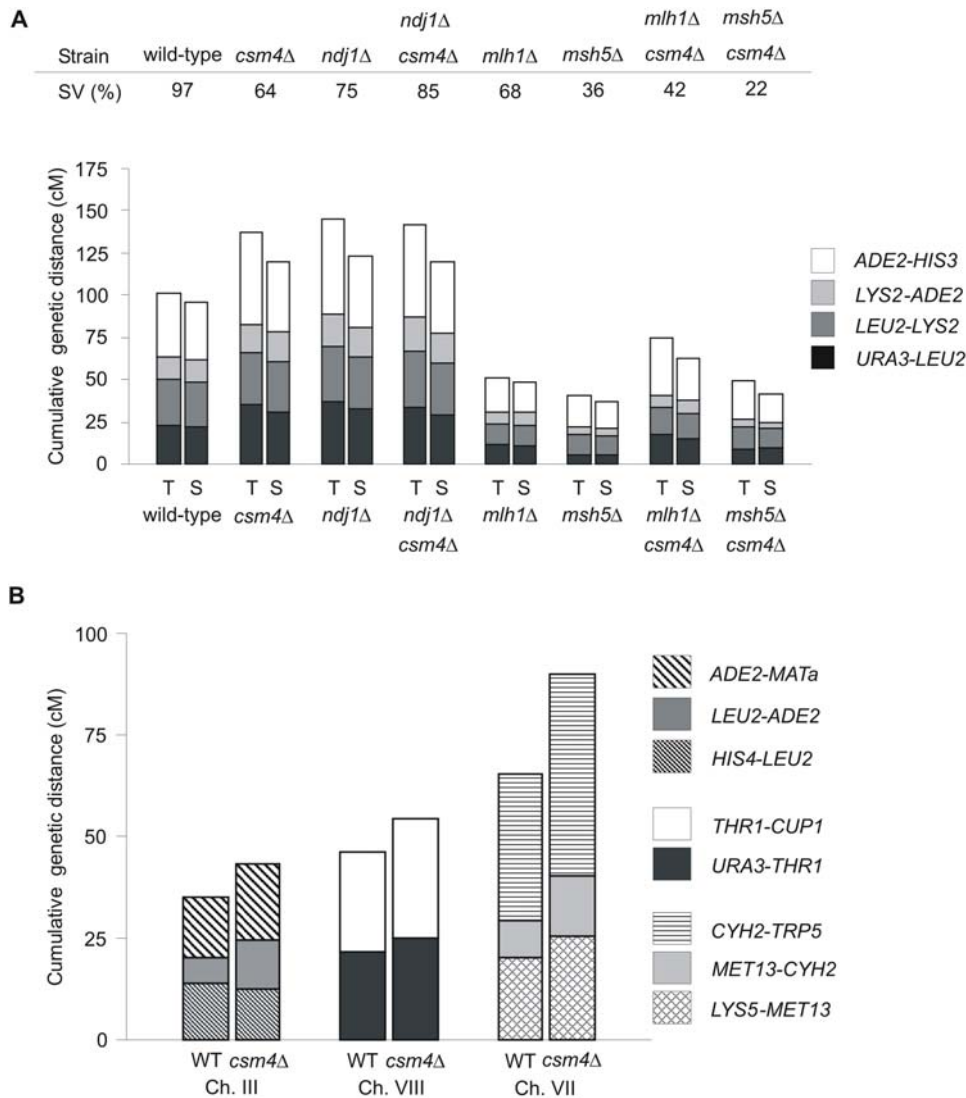 A
Strain wild-type csm4Δ ndj1Δ ndj1Δ csm4Δ mlh1Δ msh5Δ mlh1Δ csm4Δ msh5Δ csm4Δ
SV (%) 97 64 75 85 68 36 42 22
Cumulative genetic distance (cM)
175
150
125
100
75
50
25
0
ADE2-HIS3
LYS2-ADE2
LEU2-LYS2
URA3-LEU2
T S T S T S T S T S T S T S T S
wild-type csm4Δ ndj1Δ ndj1Δ mlh1Δ msh5Δ mlh1Δ msh5Δ
csm4Δ csm4Δ csm4Δ
B
Cumulative genetic distance (cM)
100
75
50
25
0
ADE2-MATa
LEU2-ADE2
HIS4-LEU2
THR1-CUP1
URA3-THR1
CYH2-TRP5
MET13-CYH2
LYS5-MET13
WT csm4Δ WT csm4Δ WT csm4Δ
Ch. III Ch. VIII Ch. VII